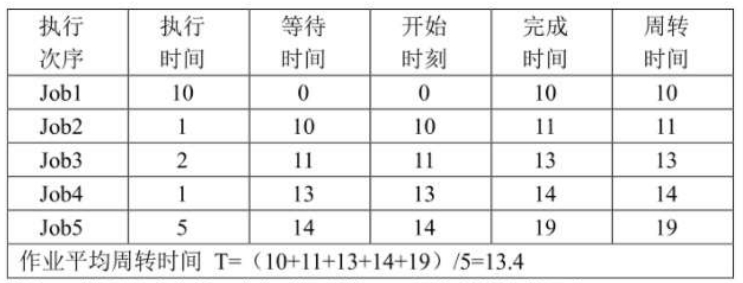 执行 执行 等待 开始 完成 周转
次序 时间 时间 时刻 时间 时间
Job1 10 0 0 10 10
Job2 1 10 10 11 11
Job3 2 11 11 13 13
Job4 1 13 13 14 14
Job5 5 14 14 19 19
作业平均周转时间 T=（10+11+13+14+19）/5=13.4